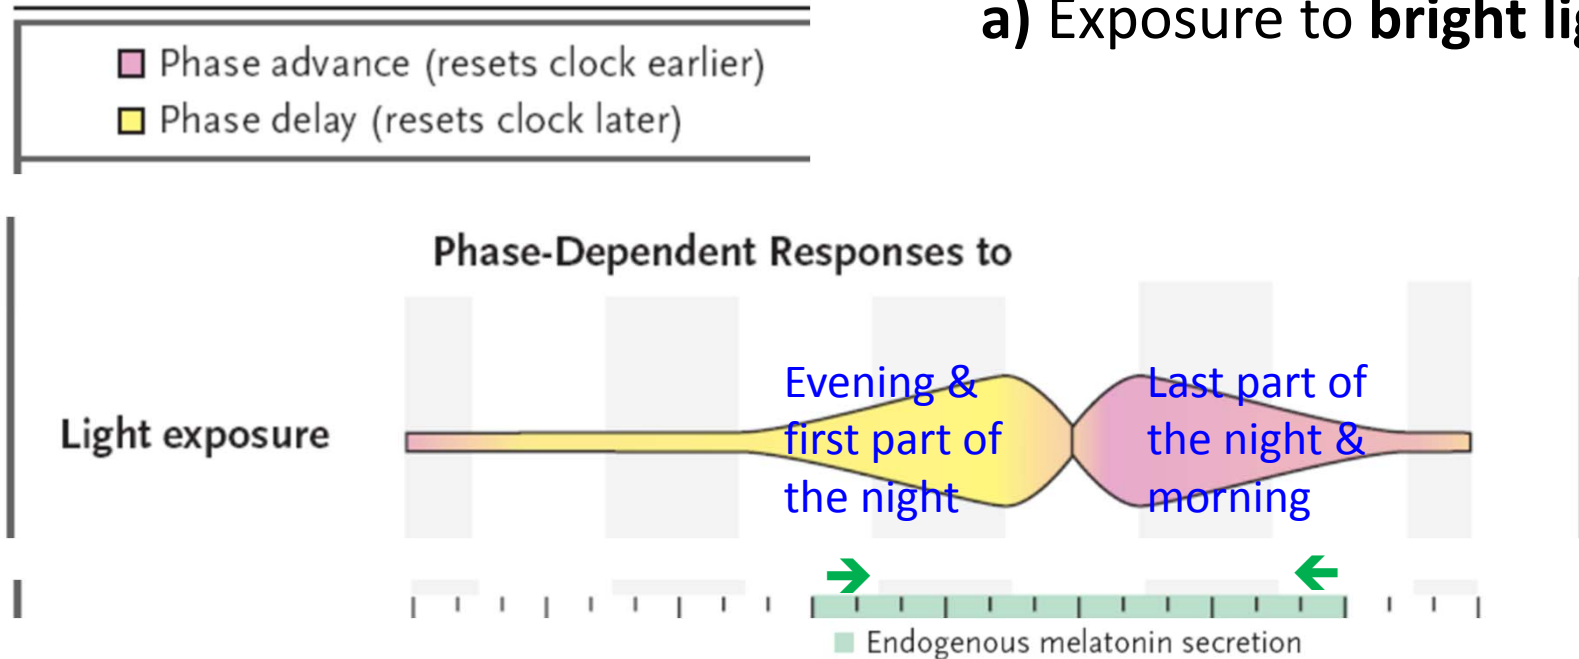 a) Exposure to bright
Phase advance (resets clock earlier)
Phase delay (resets clock later)
Phase-Dependent Responses to
Light exposure
Evening &
first part of
the night
Last part of
the night &
morning
Endogenous melatonin secretion